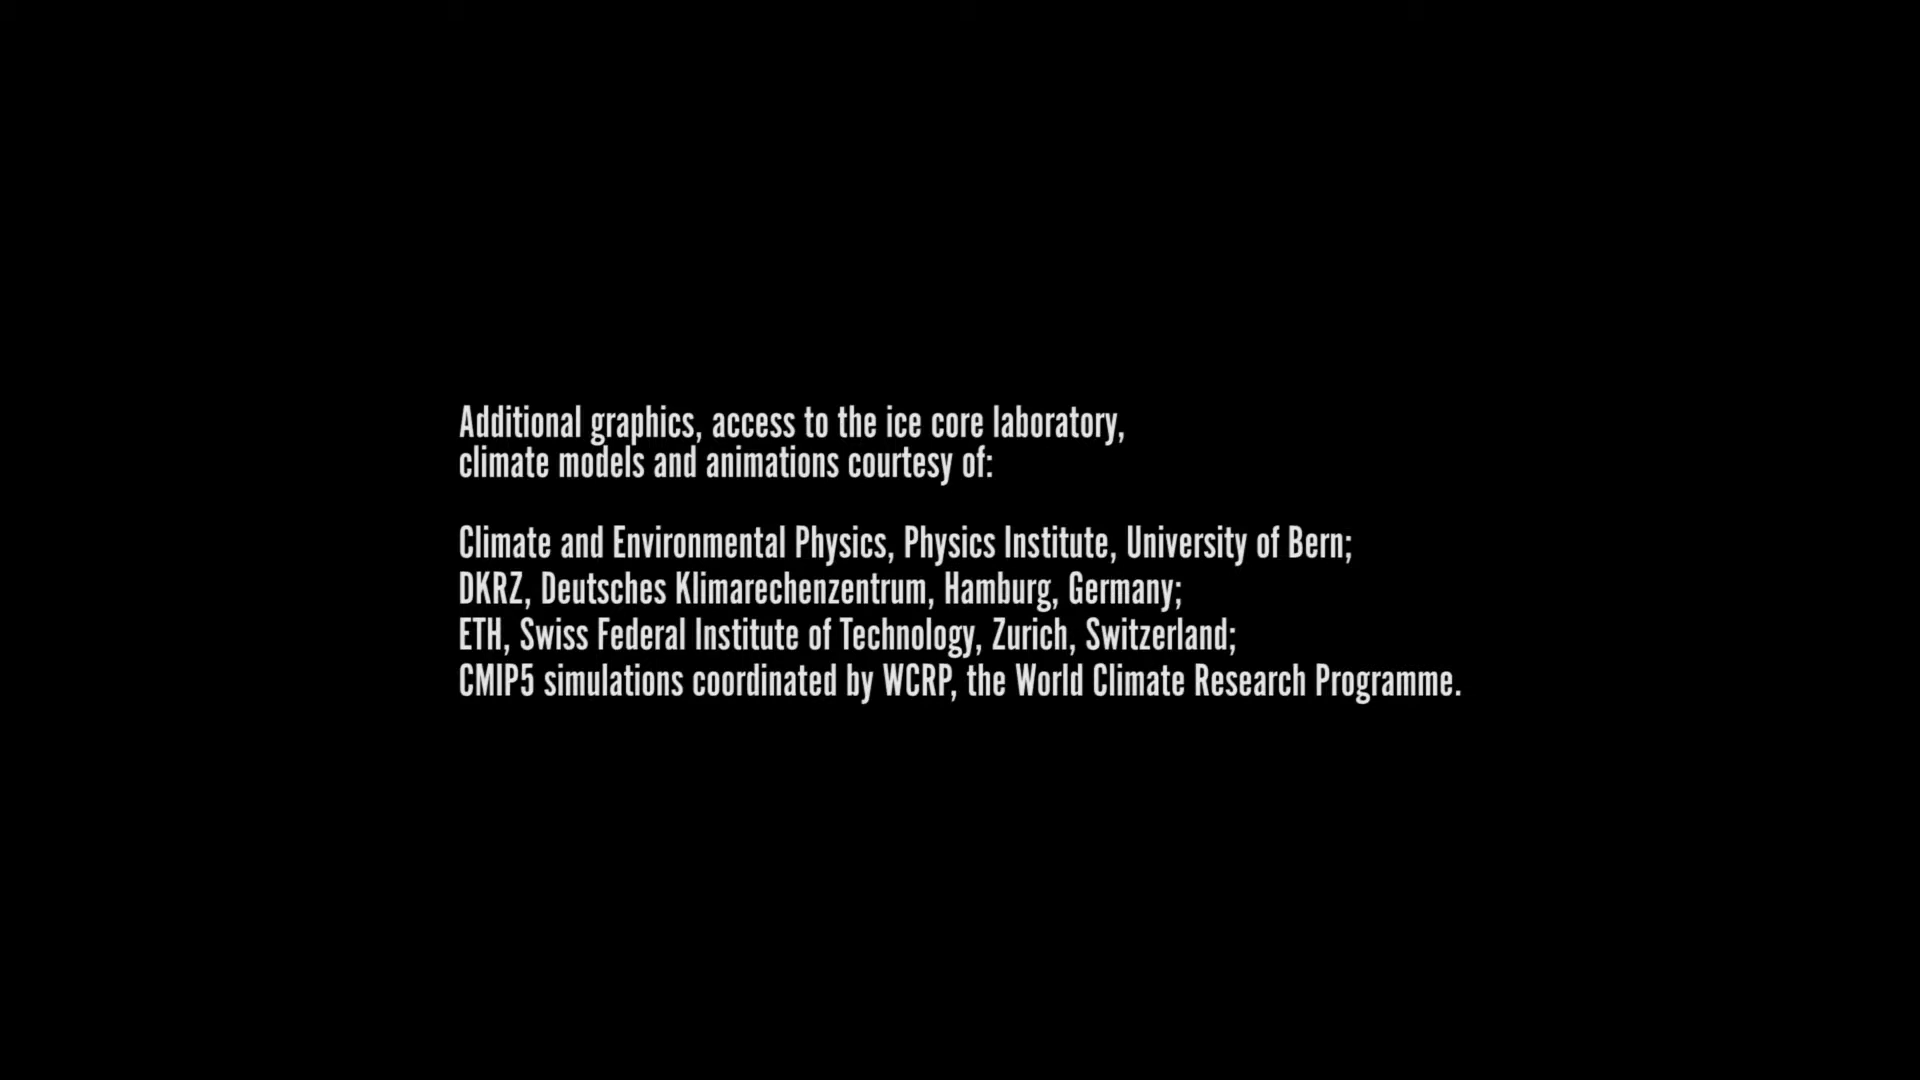 Additional graphics, access to the ice core laboratory,
climate models and animations courtesy of:
Climate and Environmental Physics, Physics Institute, University of Bern;
DKRZ, Deutsches Klimarechenzentrum, Hamburg, Germany;
ETH, Swiss Federal Institute of Technology, Zurich, Switzerland;
CMIP5 simulations coordinated by WCRP, the World Climate Research Programme.